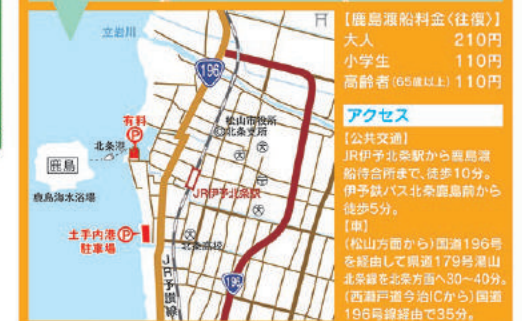 立岩川
196
有料
P
北条港
鹿島
鹿島海水浴場
松山市役所
北条支所
JR伊予北条駅
土手内港
駐車場
P
北条高校
JR予讃線
196
【鹿島渡船料金〈往復〉】
大人 210円
小学生 110円
高齢者(65歳以上) 110円
アクセス
【公共交通】
JR伊予北条駅から鹿島渡
船待合所まで、徒歩10分。
伊予鉄バス北条鹿島前から
徒歩5分。
【車】
(松山方面から)国道196号
を経由して県道179号湯山
北条線を北条方面へ30〜40分。
(西瀬戸道今治ICから)国道
196号線経由で35分。